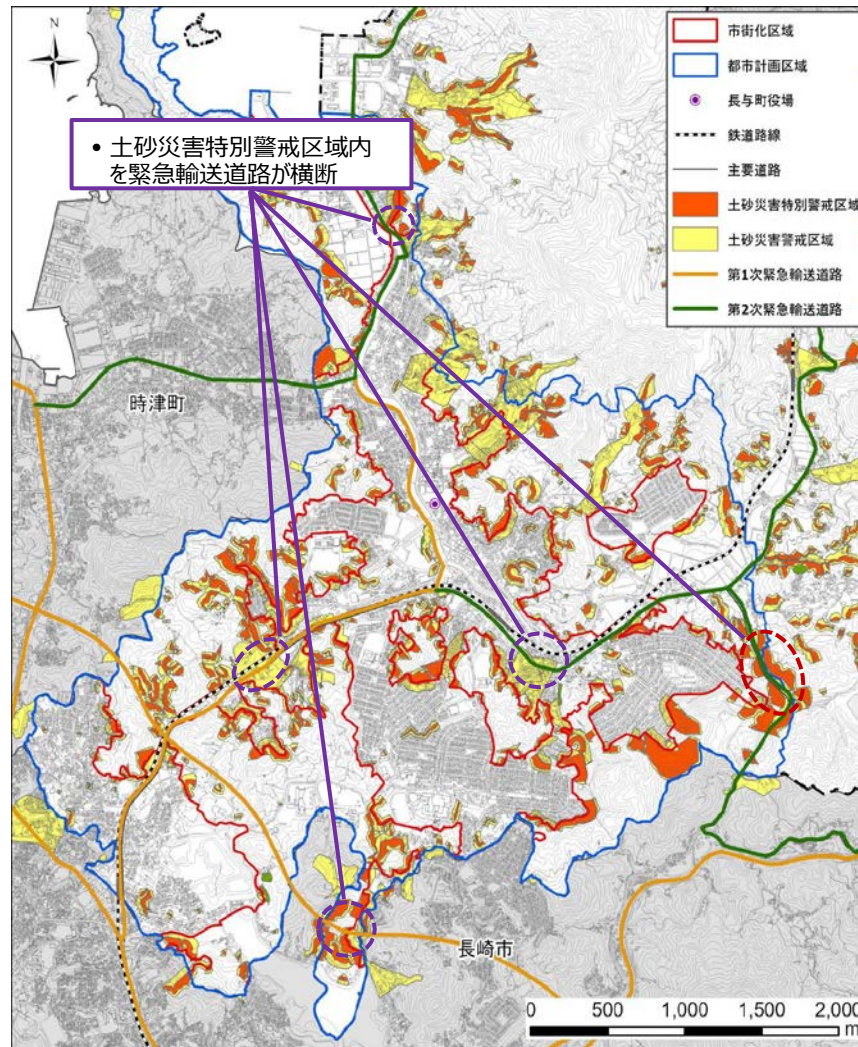 N
• 土砂災害特別警戒区域内
を緊急輸送道路が横断
市街化区域
都市計画区域
長与町役場
鉄道路線
主要道路
土砂災害特別警戒区域
土砂災害警戒区域
第1次緊急輸送道路
第2次緊急輸送道路
時津町
長崎市
0 500 1,000 1,500 2,000
m